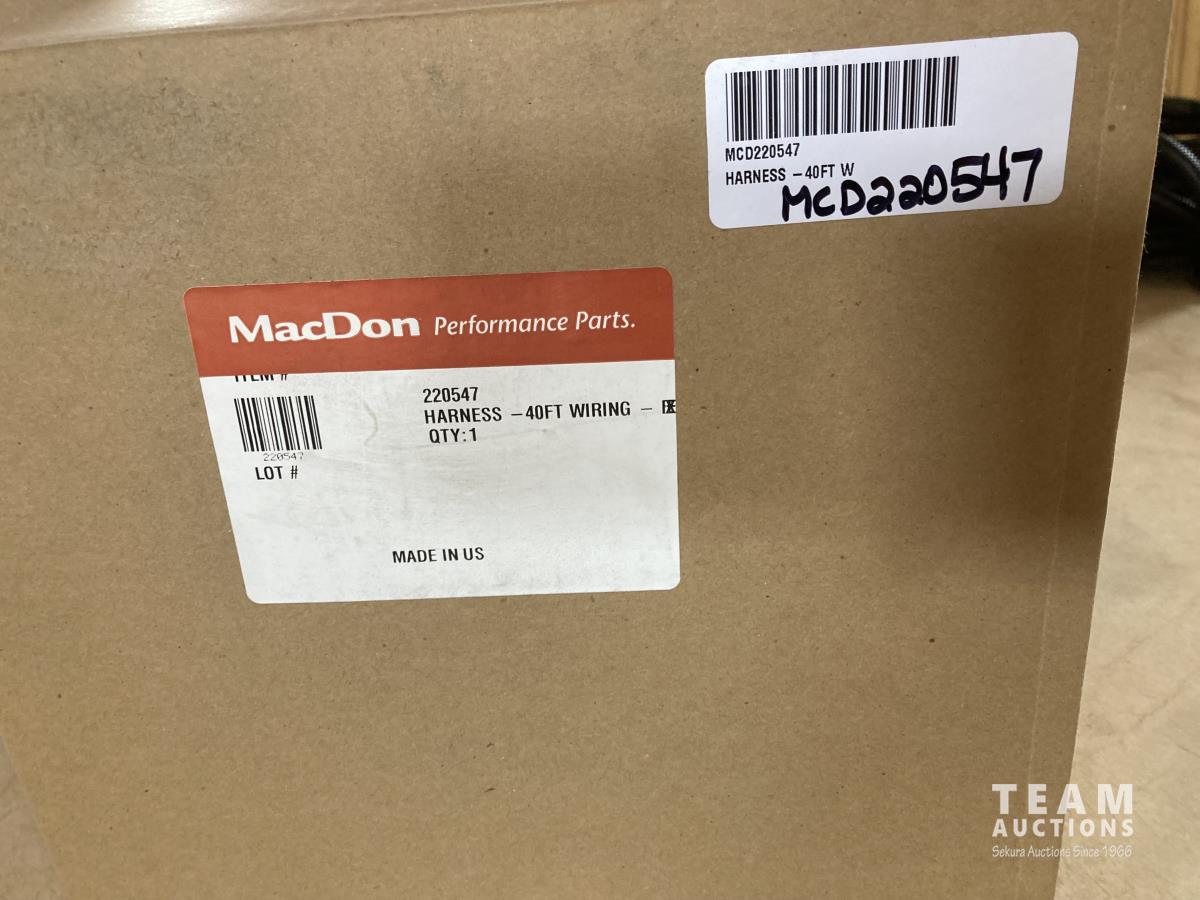 MCD220547
HARNESS -40FT W
MCD220547
MacDon Performance Parts.
ITEM #
220547
HARNESS -40FT WIRING -
QTY:1
220547
LOT #
MADE IN US
TEAM
AUCTIONS
Sekura Auctions Since 1966